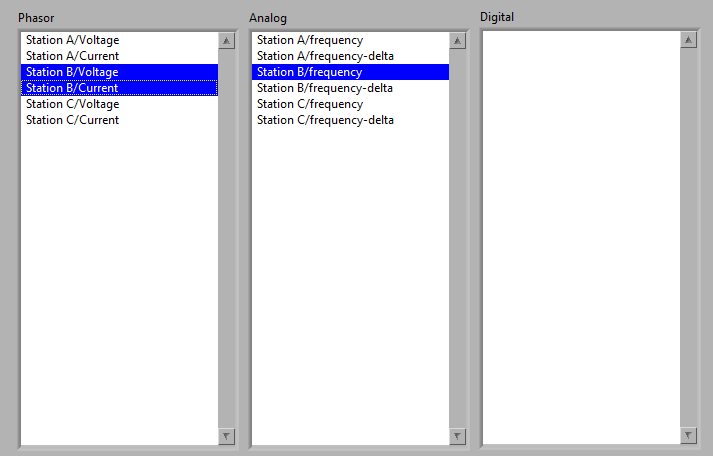 Phasor
Station A/Voltage
Station A/Current
Station B/Voltage
Station B/Current
Station C/Voltage
Station C/Current
Analog
Station A/frequency
Station A/frequency-delta
Station B/frequency
Station B/frequency-delta
Station C/frequency
Station C/frequency-delta
Digital